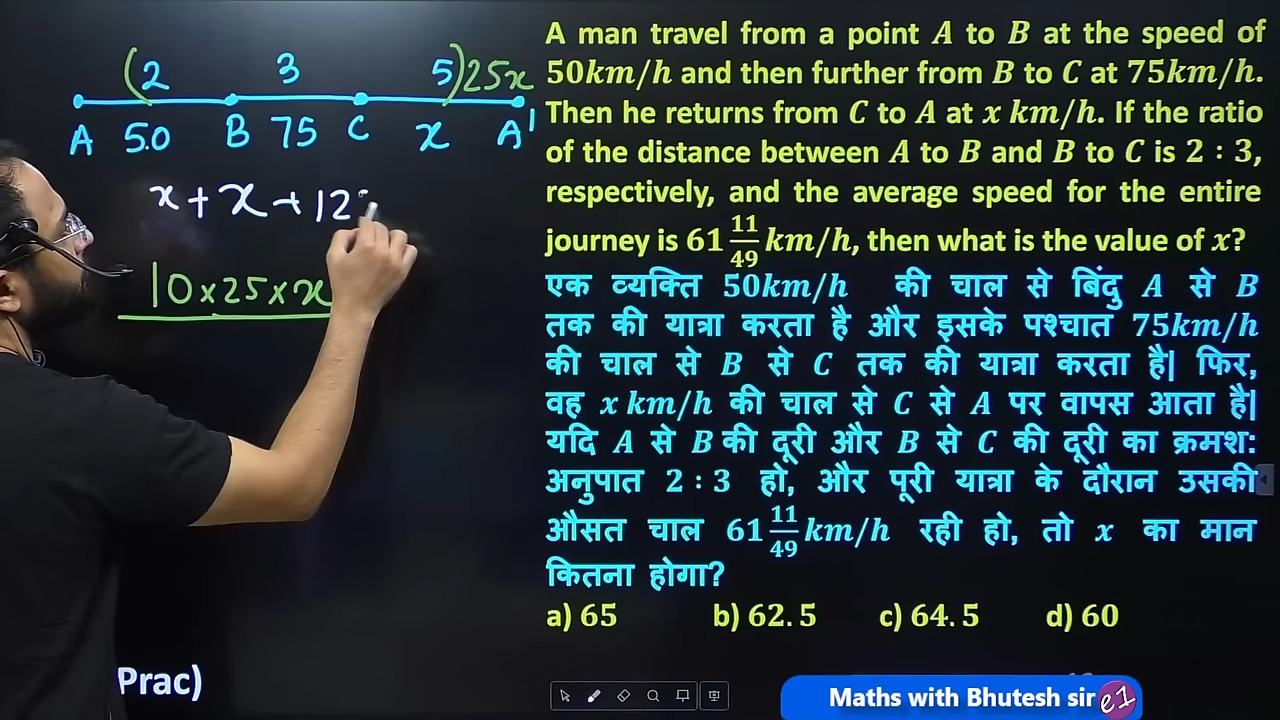 (2 3 5)25x
A 50 B 75 C x A'
x + x + 12
10×25×x
A man travel from a point A to B at the speed of
50km/h and then further from B to C at 75km/h.
Then he returns from C to A at x km/h. If the ratio
of the distance between A to B and B to C is 2 : 3,
respectively, and the average speed for the entire
journey is 61 11/49 km/h, then what is the value of x?
एक व्यक्ति 50km/h की चाल से बिंदु A से B
तक की यात्रा करता है और इसके पश्चात 75km/h
की चाल से B से C तक की यात्रा करता है| फिर,
वह x km/h की चाल से C से A पर वापस आता है|
यदि A से B की दूरी और B से C की दूरी का क्रमश:
अनुपात 2 : 3 हो, और पूरी यात्रा के दौरान उसकी
औसत चाल 61 11/49 km/h रही हो, तो x का मान
कितना होगा?
a) 65 b) 62.5 c) 64.5 d) 60
Prac)
Maths with Bhutesh sir e1